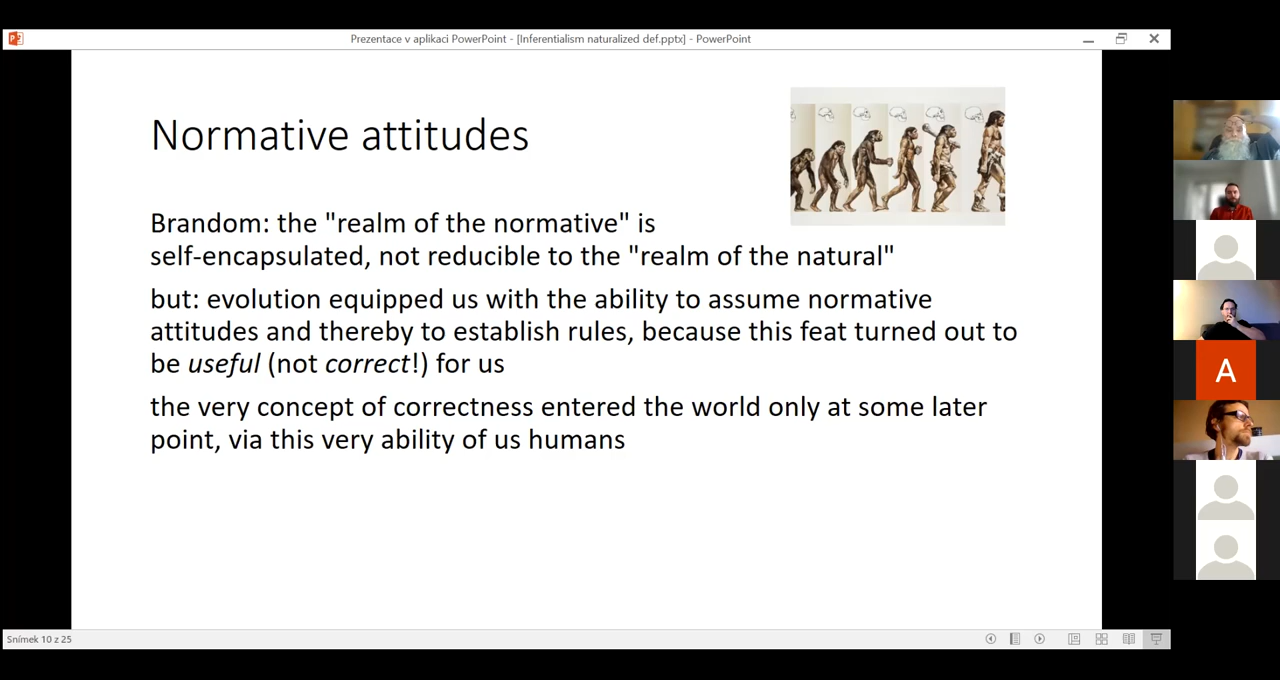 Prezentace v aplikaci PowerPoint - [Inferentialism naturalized def.pptx] - PowerPoint
Normative attitudes
Brandom: the "realm of the normative" is
self-encapsulated, not reducible to the "realm of the natural"
but: evolution equipped us with the ability to assume normative
attitudes and thereby to establish rules, because this feat turned out to
be useful (not correct!) for us
the very concept of correctness entered the world only at some later
point, via this very ability of us humans
A
Snímek 10 z 25